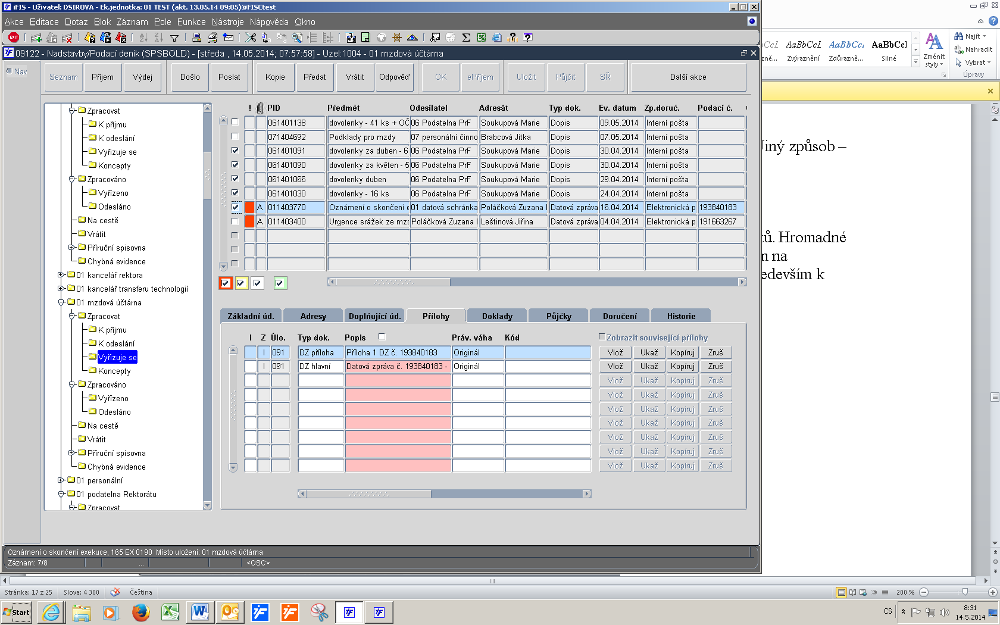 iFIS - Uživatel: DSIROVA - Ek.jednotka: 01 TEST (akt. 13.05.14 09:05)@FISCtest
Akce Editace Dotaz Blok Záznam Pole Funkce Nástroje Nápověda Okno
EXIT
09122 - Nadstavby/Podací deník (SPSBOLD) - [středa , 14.05.2014; 07:57:58] - Uzel:1004 - 01 mzdová účtárna
Nav
Seznam Příjem Výdej Došlo Poslat Kopie Předat Vrátit Odpověď OK ePříjem Uložit Půjčit SŘ Další akce
Zpracovat
K příjmu
K odeslání
Vyřizuje se
Koncepty
Zpracováno
Vyřízeno
Odesláno
Na cestě
Vrátit
Příruční spisovna
Chybná evidence
01 kancelář rektora
01 kancelář transferu technologií
01 mzdová účtárna
Zpracovat
K příjmu
K odeslání
Vyřizuje se
Koncepty
Zpracováno
Vyřízeno
Odesláno
Na cestě
Vrátit
Příruční spisovna
Chybná evidence
01 personální
01 podatelna Rektorátu
Zpracovat
! PID Předmět Odesílatel Adresát Typ dok. Ev. datum Zp.doruč. Podací č.
061401138 dovolenky - 41 ks + OČ 06 Podatelna PrF Soukupová Marie Dopis 09.05.2014 Interní pošta
071404692 Podklady pro mzdy 07 personální činno Brabcová Jitka Dopis 07.05.2014 Interní pošta
061401091 dovolenky za duben - 6 06 Podatelna PrF Soukupová Marie Dopis 30.04.2014 Interní pošta
061401090 dovolenky za květen - 5 06 Podatelna PrF Soukupová Marie Dopis 30.04.2014 Interní pošta
061401066 dovolenky duben 06 Podatelna PrF Soukupová Marie Dopis 29.04.2014 Interní pošta
061401030 dovolenky - 16 ks 06 Podatelna PrF Soukupová Marie Dopis 24.04.2014 Interní pošta
A 011403770 Oznámení o skončení e 01 datová schránka Poláčková Zuzana Datová zpráva 16.04.2014 Elektronická p 193840183
A 011403400 Urgence srážek ze mzd Poláčková Zuzana Leštinová Jiřina Datová zpráva 04.04.2014 Elektronická p 191663267
Základní úd. Adresy Doplňující úd. Přílohy Doklady Půjčky Doručení Historie
i Z Úlo. Typ dok. Popis Práv. váha Kód Zobrazit související přílohy
I 091 DZ příloha Příloha 1 DZ č. 193840183 Originál Vlož Ukaž Kopíruj Zruš
I 091 DZ hlavní Datová zpráva č. 193840183 - Originál Vlož Ukaž Kopíruj Zruš
Vlož Ukaž Kopíruj Zruš
Vlož Ukaž Kopíruj Zruš
Vlož Ukaž Kopíruj Zruš
Vlož Ukaž Kopíruj Zruš
Vlož Ukaž Kopíruj Zruš
Vlož Ukaž Kopíruj Zruš
Vlož Ukaž Kopíruj Zruš
Oznámení o skončení exekuce, 165 EX 0190 Místo uložení: 01 mzdová účtárna
Záznam: 7/8 ... <OSC>
AaBbCcI AaBbCcI AaBbCc. AaBbCcI
Zvýraznění Zdůrazně... Silné
Změnit styly
Najít
Nahradit
Vybrat
Úpravy
Jiný způsob –
tů. Hromadné
na
edevším k
Stránka: 17 z 25 Slova: 4 300 Čeština 200 %
Start CS 8:31
14.5.2014